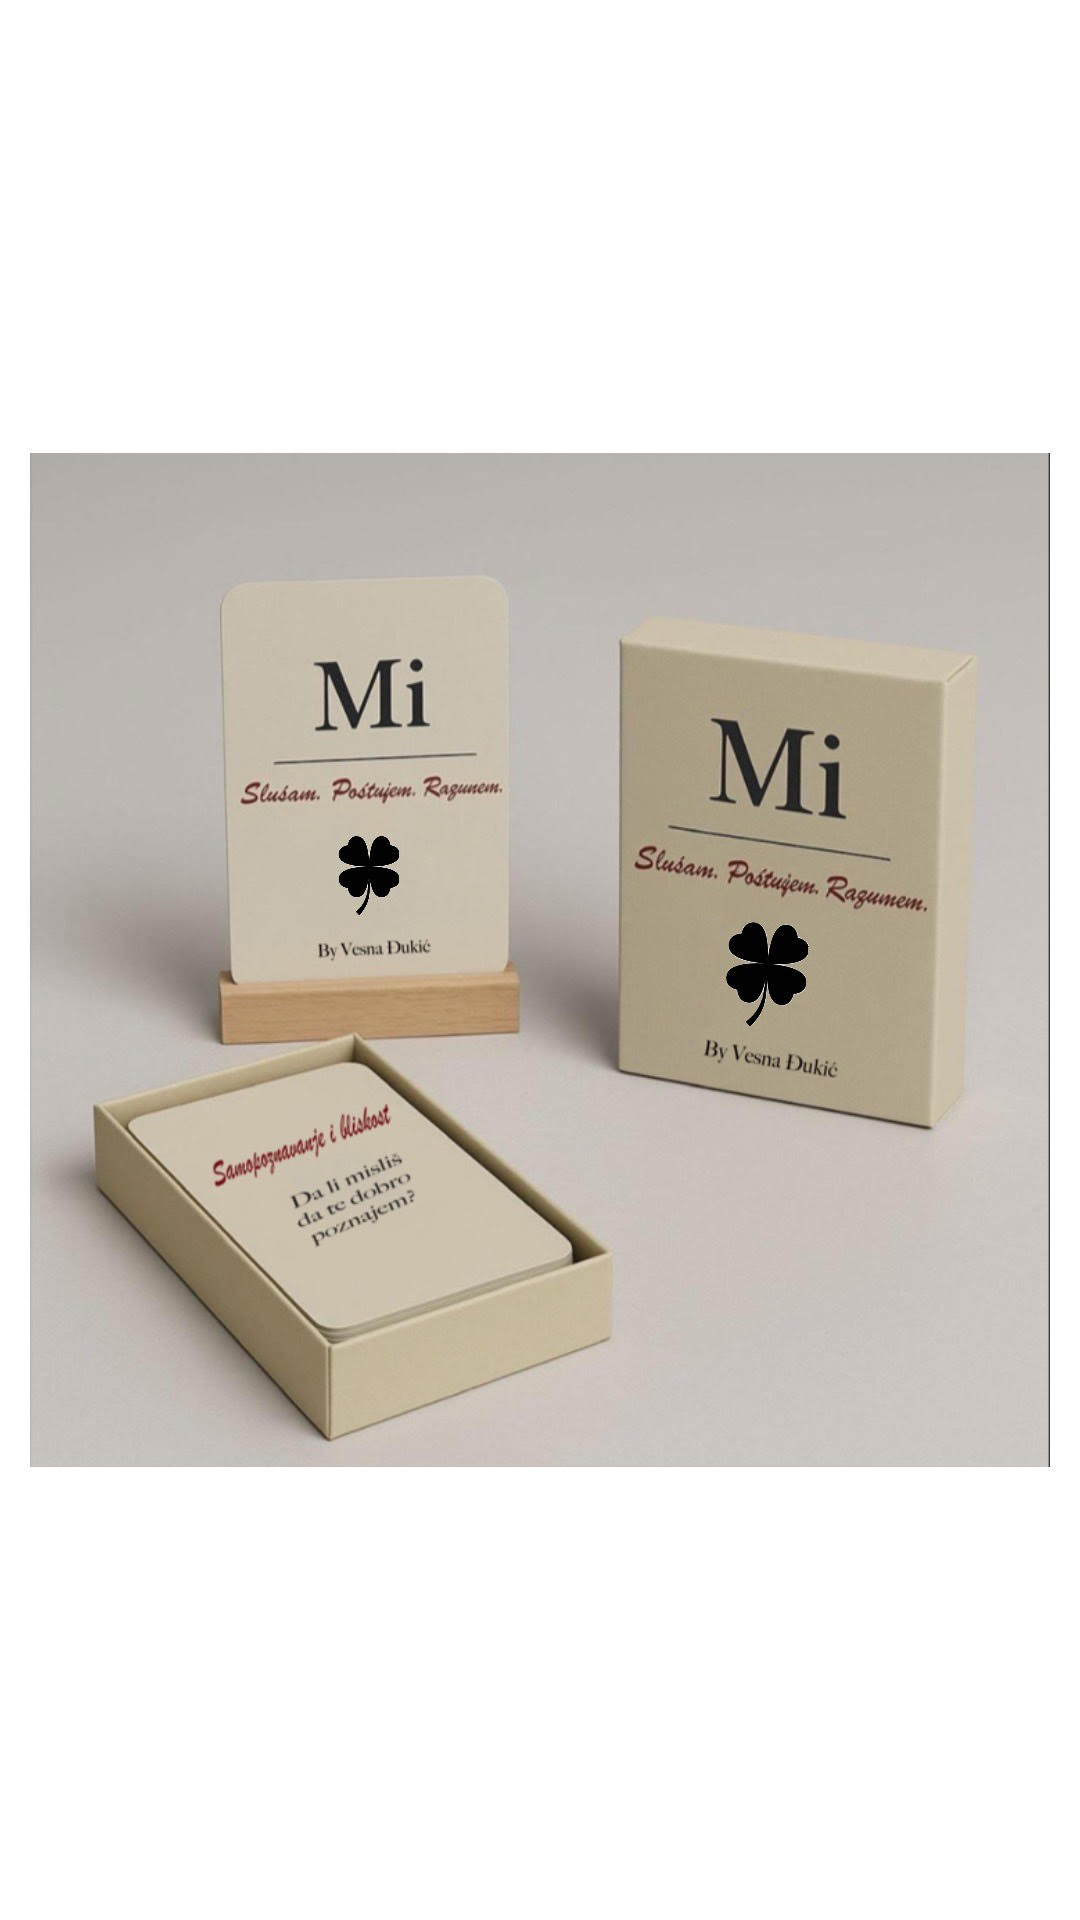 Mi
Slušam. Poštujem. Razunem.
By Vesna Đukić
Mi
Slušam. Poštujem. Razumem.
By Vesna Đukić
Samopoznavanje i bliskost
Da li misliš
da te dobro
poznajem?